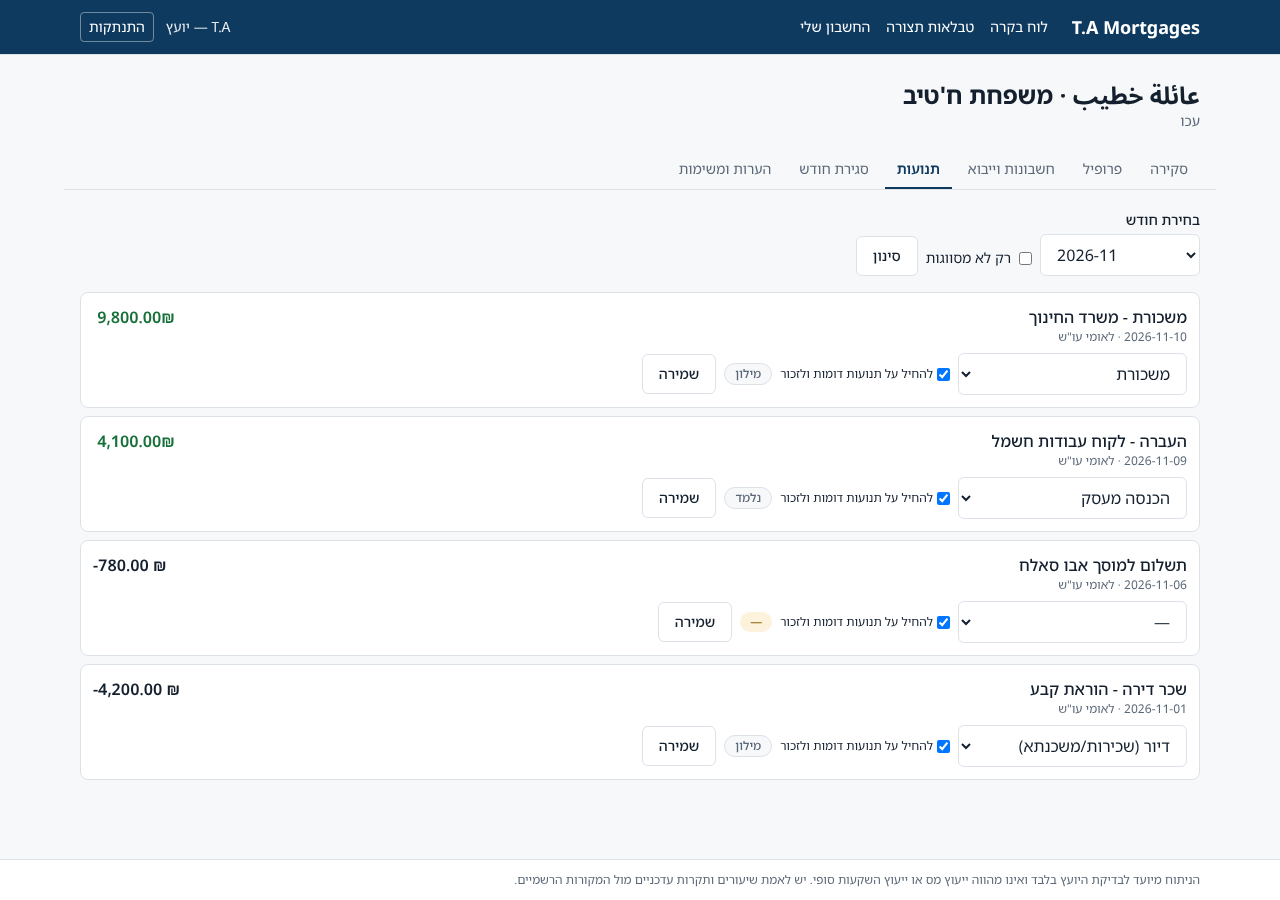 T.A Mortgages לוח בקרה טבלאות תצורה החשבון שלי T.A — יועץ התנתקות
عائلة خطيب · משפחת ח'טיב
עכו
סקירה פרופיל חשבונות וייבוא תנועות סגירת חודש הערות ומשימות
בחירת חודש
2026-11 רק לא מסווגות סינון
משכורת - משרד החינוך ₪9,800.00
2026-11-10 · לאומי עו"ש
משכורת להחיל על תנועות דומות ולזכור מילון שמירה
העברה - לקוח עבודות חשמל ₪4,100.00
2026-11-09 · לאומי עו"ש
הכנסה מעסק להחיל על תנועות דומות ולזכור נלמד שמירה
תשלום למוסך אבו סאלח -780.00 ₪
2026-11-06 · לאומי עו"ש
— להחיל על תנועות דומות ולזכור — שמירה
שכר דירה - הוראת קבע -4,200.00 ₪
2026-11-01 · לאומי עו"ש
דיור (שכירות/משכנתא) להחיל על תנועות דומות ולזכור מילון שמירה
הניתוח מיועד לבדיקת היועץ בלבד ואינו מהווה ייעוץ מס או ייעוץ השקעות סופי. יש לאמת שיעורים ותקרות עדכניים מול המקורות הרשמיים.